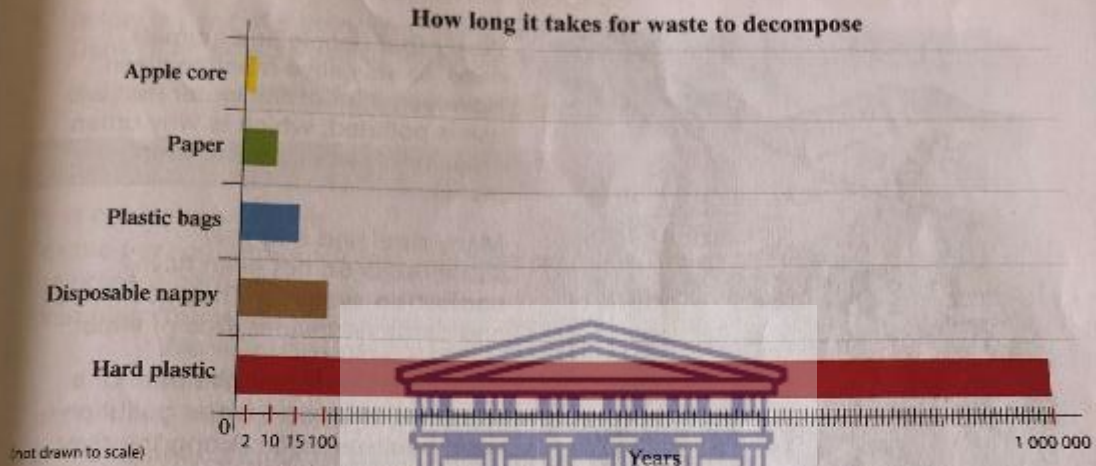 How long it takes for waste to decompose
Apple core
Paper
Plastic bags
Disposable nappy
Hard plastic
0
2 10 15 100 1 000 000
(not drawn to scale)
Years